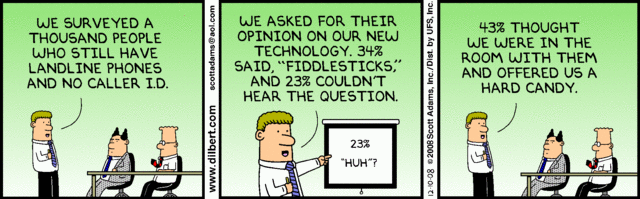 WE SURVEYED A
THOUSAND PEOPLE
WHO STILL HAVE
LANDLINE PHONES
AND NO CALLER I.D.
www.dilbert.com
scottadams@aol.com
WE ASKED FOR THEIR
OPINION ON OUR NEW
TECHNOLOGY. 34%
SAID, "FIDDLESTICKS,"
AND 23% COULDN'T
HEAR THE QUESTION.
23%
"HUH"?
12-10-08 ©2008 Scott Adams, Inc./Dist. by UFS, Inc.
43% THOUGHT
WE WERE IN THE
ROOM WITH THEM
AND OFFERED US A
HARD CANDY.